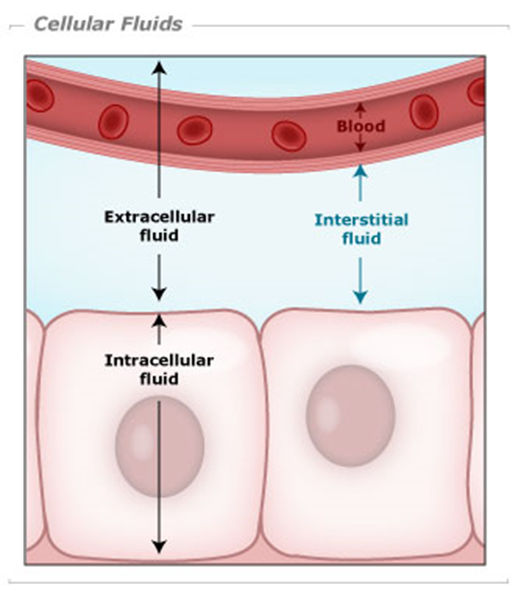 Cellular Fluids
Blood
Extracellular
fluid
Interstitial
fluid
Intracellular
fluid